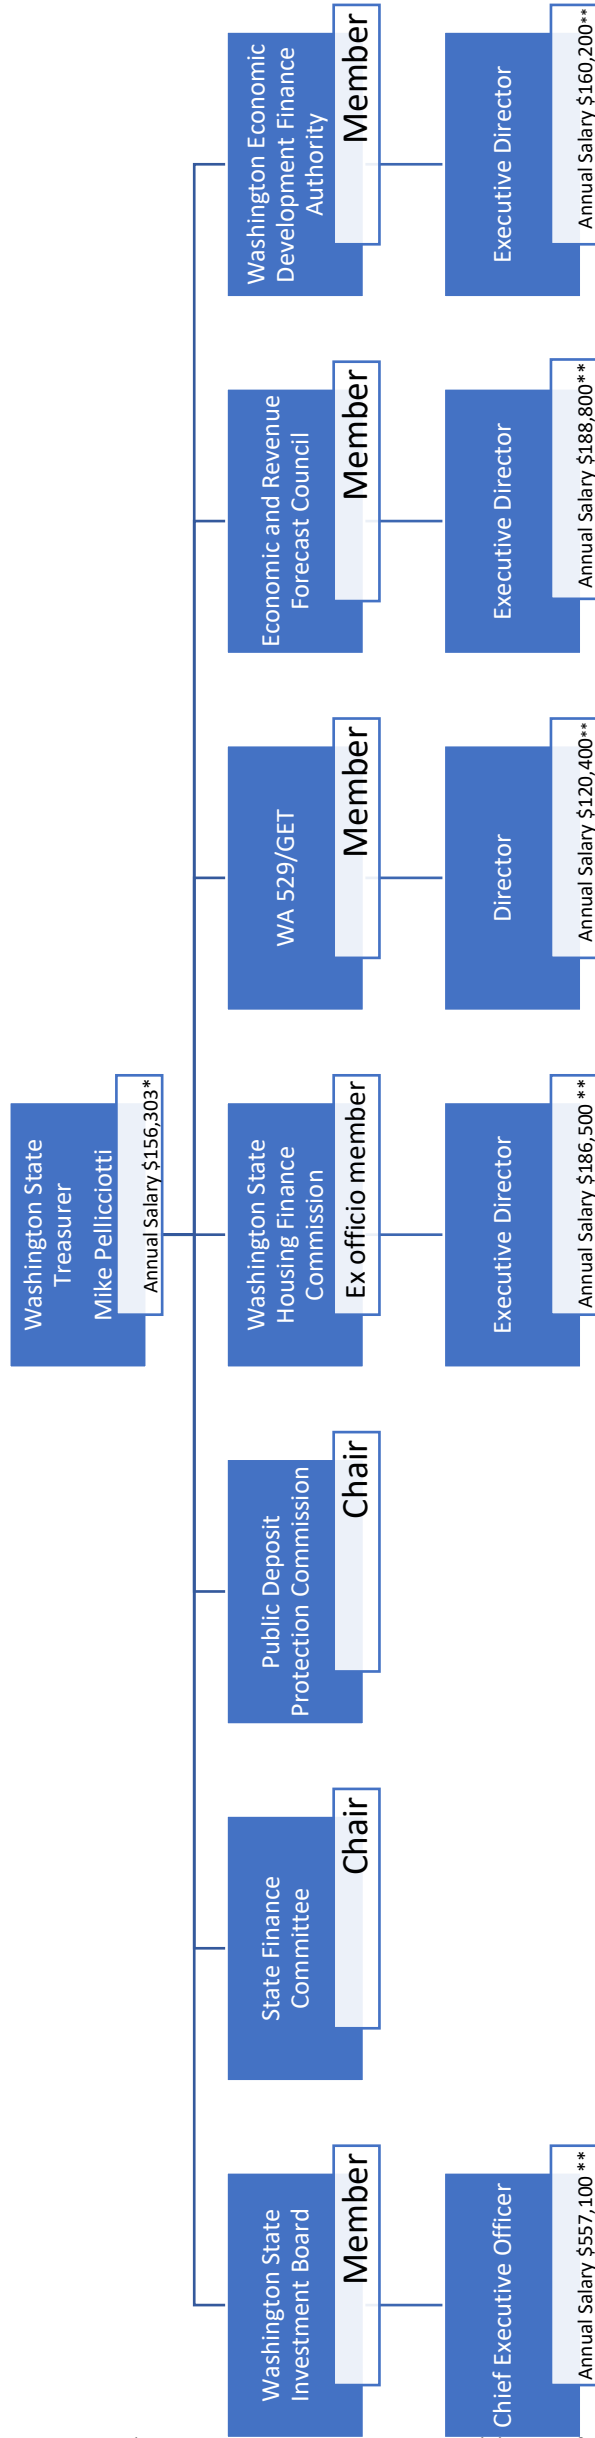 Washington State
Treasurer
Mike Pellicciotti
Annual Salary $156,303*
Washington State
Investment Board
Member
State Finance
Committee
Chair
Public Deposit
Protection Commission
Chair
Washington State
Housing Finance
Commission
Ex officio member
WA 529/GET
Member
Economic and Revenue
Forecast Council
Member
Washington Economic
Development Finance
Authority
Member
Chief Executive Officer
Annual Salary $557,100 **
Executive Director
Annual Salary $186,500 **
Director
Annual Salary $120,400**
Executive Director
Annual Salary $188,800**
Executive Director
Annual Salary $160,200**